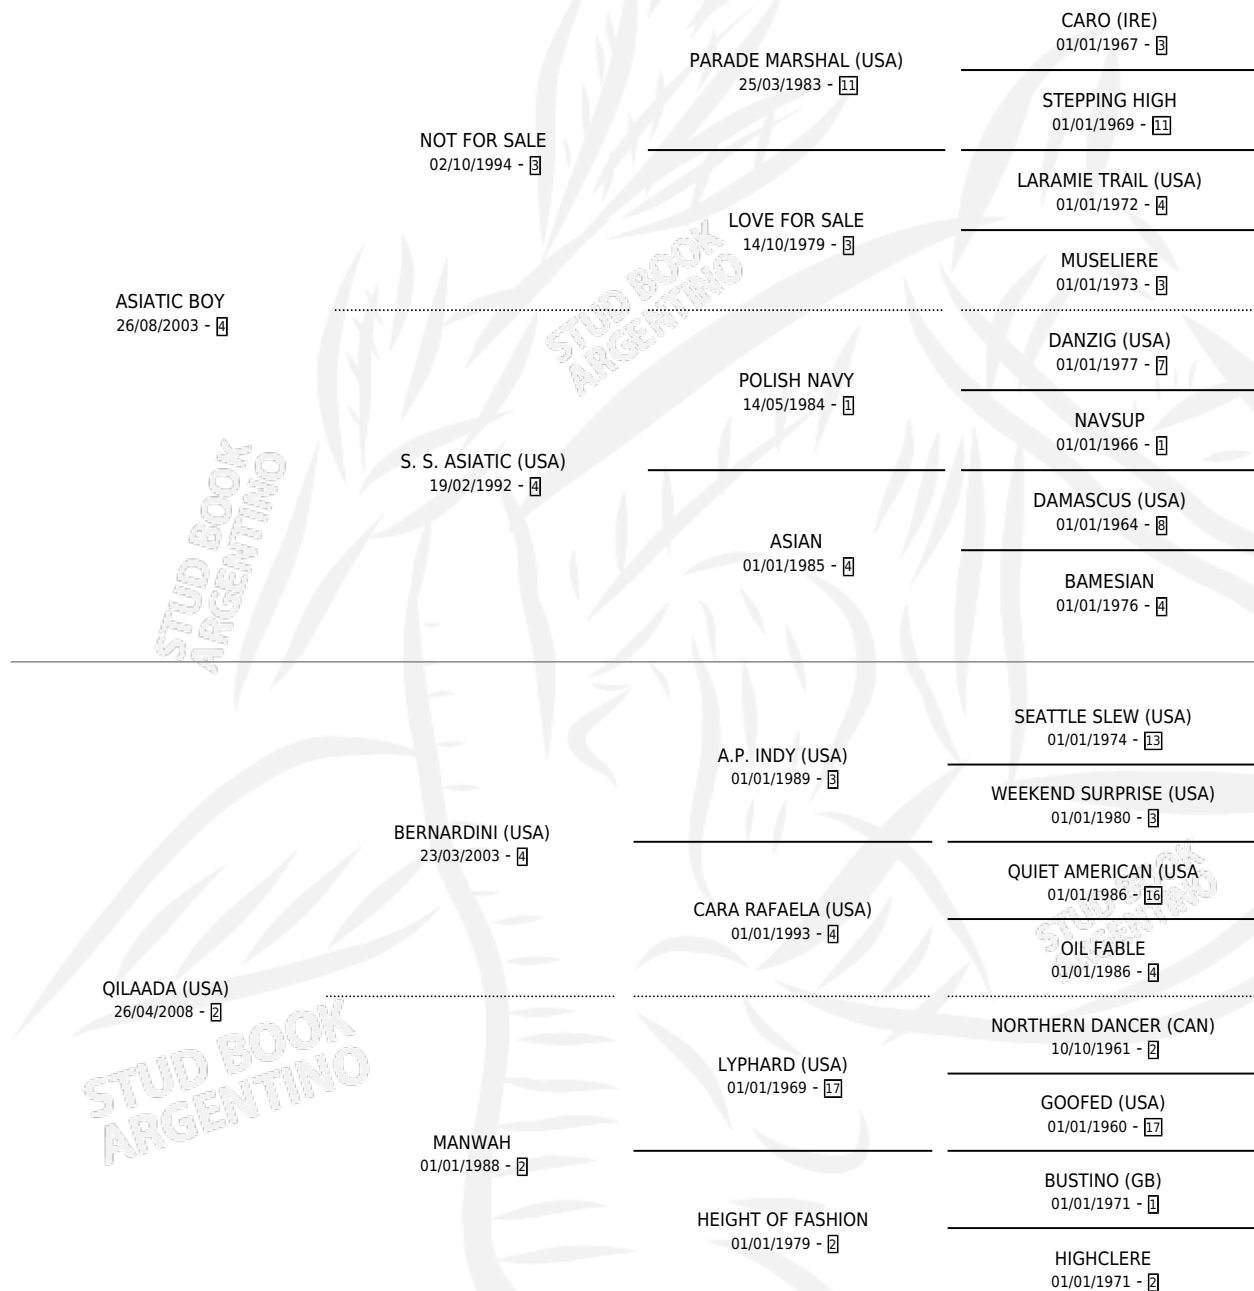 CARO (IRE)
01/01/1967 - 3
PARADE MARSHAL (USA)
25/03/1983 - 11
STEPPING HIGH
01/01/1969 - 11
NOT FOR SALE
02/10/1994 - 3
LARAMIE TRAIL (USA)
01/01/1972 - 4
LOVE FOR SALE
14/10/1979 - 3
MUSELIERE
01/01/1973 - 3
ASIATIC BOY
26/08/2003 - 4
STUD BOOK
ARGENTINO
DANZIG (USA)
01/01/1977 - 7
POLISH NAVY
14/05/1984 - 1
NAVSUP
01/01/1966 - 1
S. S. ASIATIC (USA)
19/02/1992 - 4
DAMASCUS (USA)
01/01/1964 - 8
ASIAN
01/01/1985 - 4
BAMESIAN
01/01/1976 - 4
STUD BOOK
ARGENTINO
SEATTLE SLEW (USA)
01/01/1974 - 13
A.P. INDY (USA)
01/01/1989 - 3
WEEKEND SURPRISE (USA)
01/01/1980 - 3
BERNARDINI (USA)
23/03/2003 - 4
QUIET AMERICAN (USA
01/01/1986 - 16
CARA RAFAELA (USA)
01/01/1993 - 4
STUD BOOK
ARGENTINO
OIL FABLE
01/01/1986 - 4
QILAADA (USA)
26/04/2008 - 2
NORTHERN DANCER (CAN)
10/10/1961 - 2
LYPHARD (USA)
01/01/1969 - 17
GOOFED (USA)
01/01/1960 - 17
STUD BOOK
ARGENTINO
MANWAH
01/01/1988 - 2
BUSTINO (GB)
01/01/1971 - 1
HEIGHT OF FASHION
01/01/1979 - 2
HIGHCLERE
01/01/1971 - 2